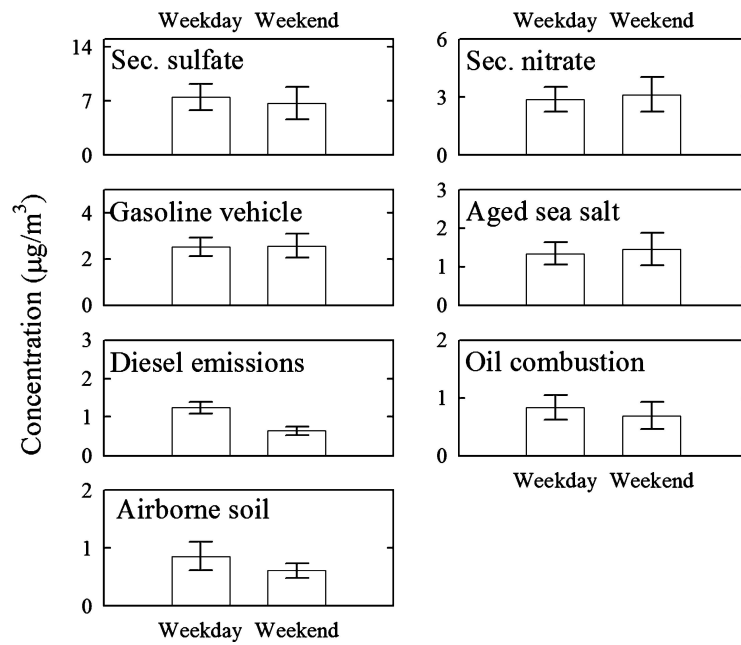 Weekday Weekend
14
Sec. sulfate
7
0
Weekday Weekend
6
Sec. nitrate
3
0
Concentration (µg/m³)
Gasoline vehicle
4
2
0
3
Aged sea salt
2
1
0
3
Diesel emissions
2
1
0
2
Oil combustion
1
0
Weekday Weekend
2
Airborne soil
1
0
Weekday Weekend